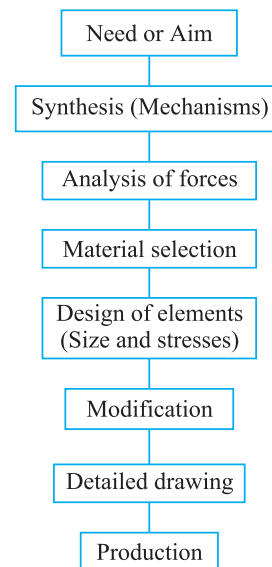 Need or Aim
Synthesis (Mechanisms)
Analysis of forces
Material selection
Design of elements
(Size and stresses)
Modification
Detailed drawing
Production